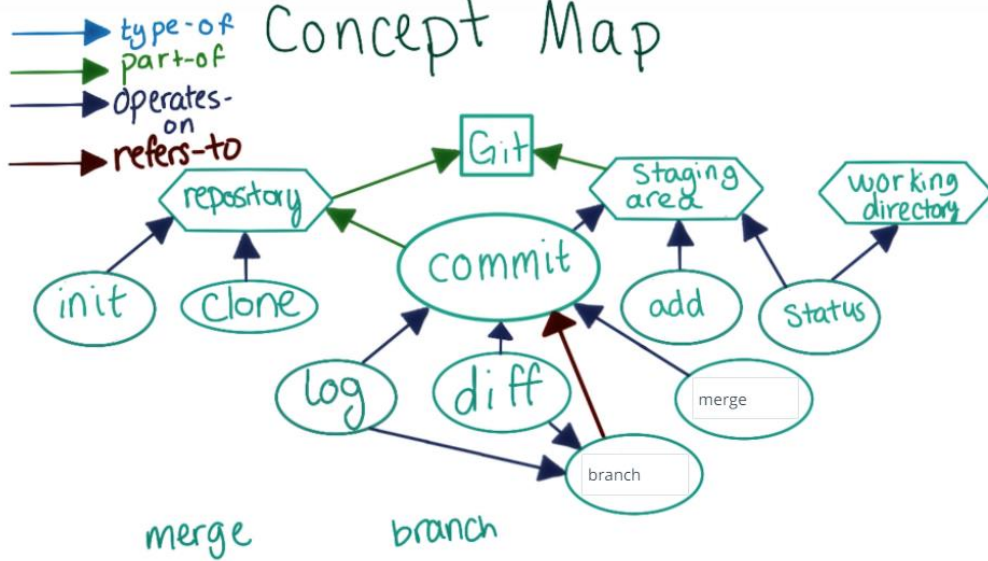 Concept Map
type-of
part-of
operates-
on
refers-to
Git
repository
Staging
area
working
directory
commit
init
clone
add
Status
log
diff
merge
branch
merge
branch